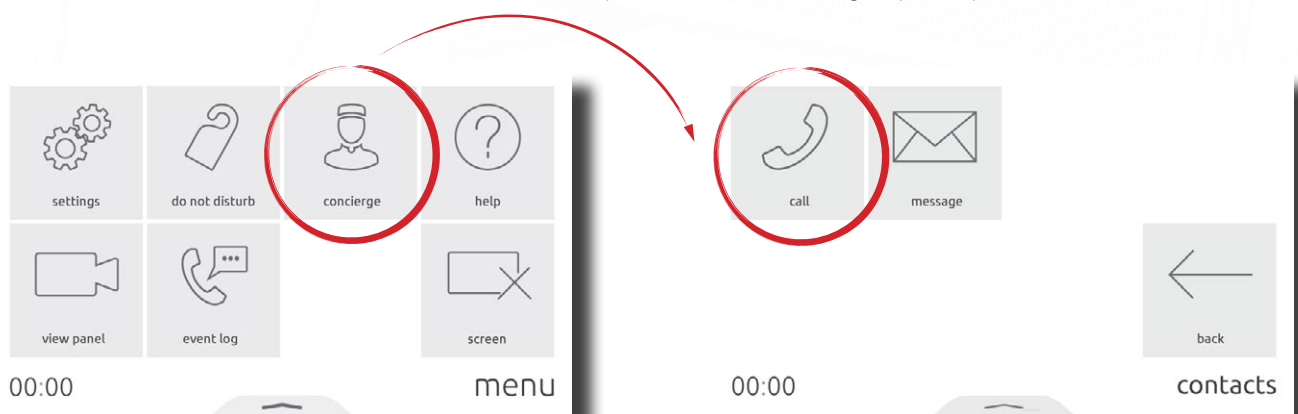 settings
do not disturb
concierge
help
view panel
event log
screen
00:00
menu
call
message
back
00:00
contacts